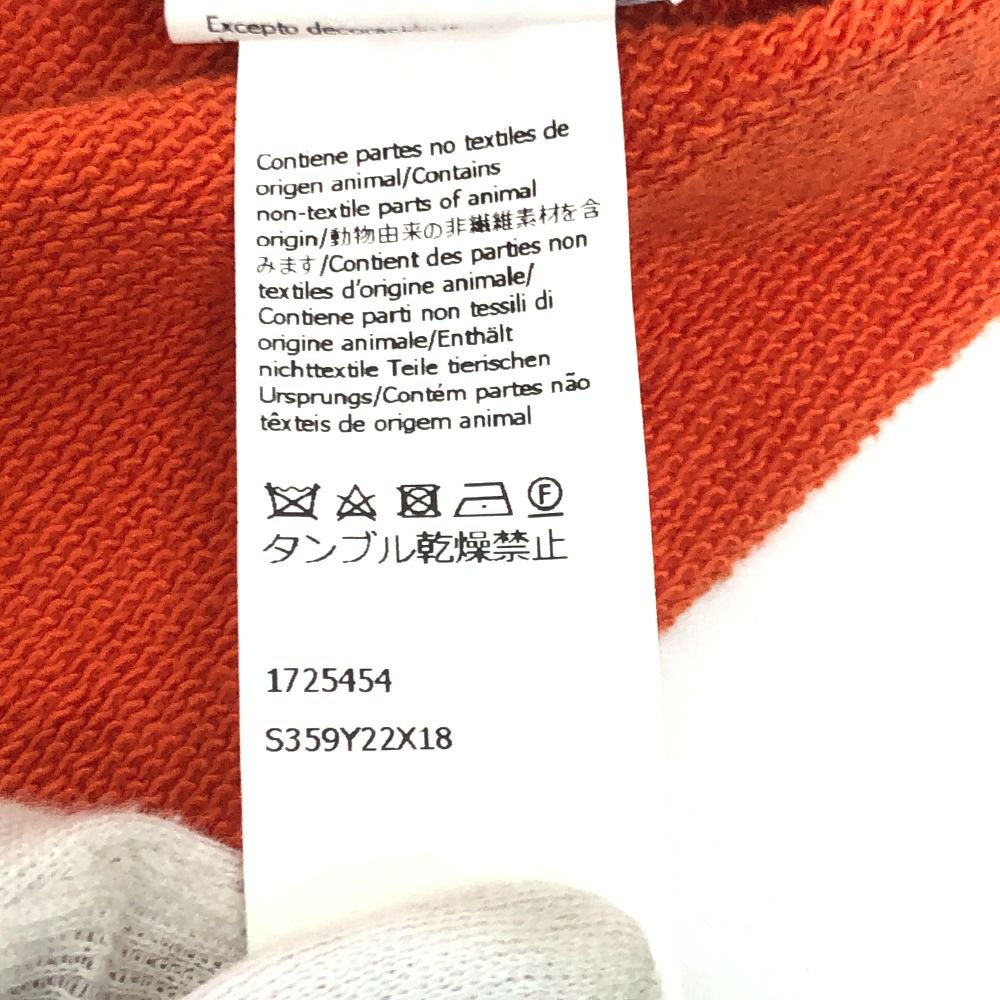 Excepto
Contiene partes no textiles de
origen animal/Contains
non-textile parts of animal
origin/動物由来の非繊維素材を含
みます/Contient des parties non
textiles d'origine animale/
Contiene parti non tessili di
origine animale/Enthält
nichttextile Teile tierischen
Ursprungs/Contém partes não
têxteis de origem animal
F
タンブル乾燥禁止
1725454
S359Y22X18